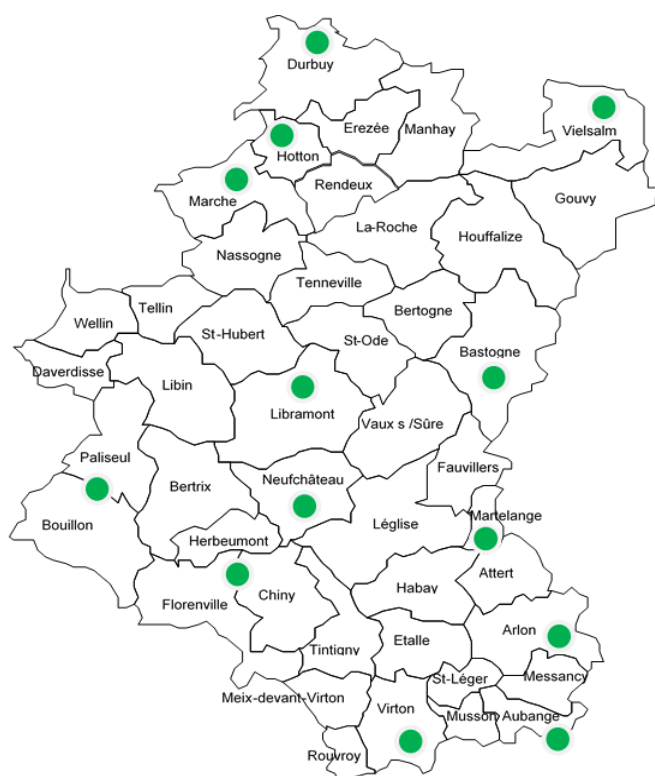 Durbuy
Vielsalm
Erezée
Manhay
Hotton
Rendeux
Marche
Gouvy
La-Roche
Houffalize
Nassogne
Tenneville
Tellin
Bertogne
Wellin
St-Hubert
St-Ode
Bastogne
Daverdisse
Libin
Libramont
Vaux s /Sûre
Paliseul
Fauvillers
Neufchâteau
Bertrix
Martelange
Bouillon
Léglise
Herbeumont
Attert
Habay
Chiny
Florenville
Arlon
Etalle
Tintigny
Messancy
St-Léger
Meix-devant-Virton
Virton
Musson
Aubange
Rouvroy